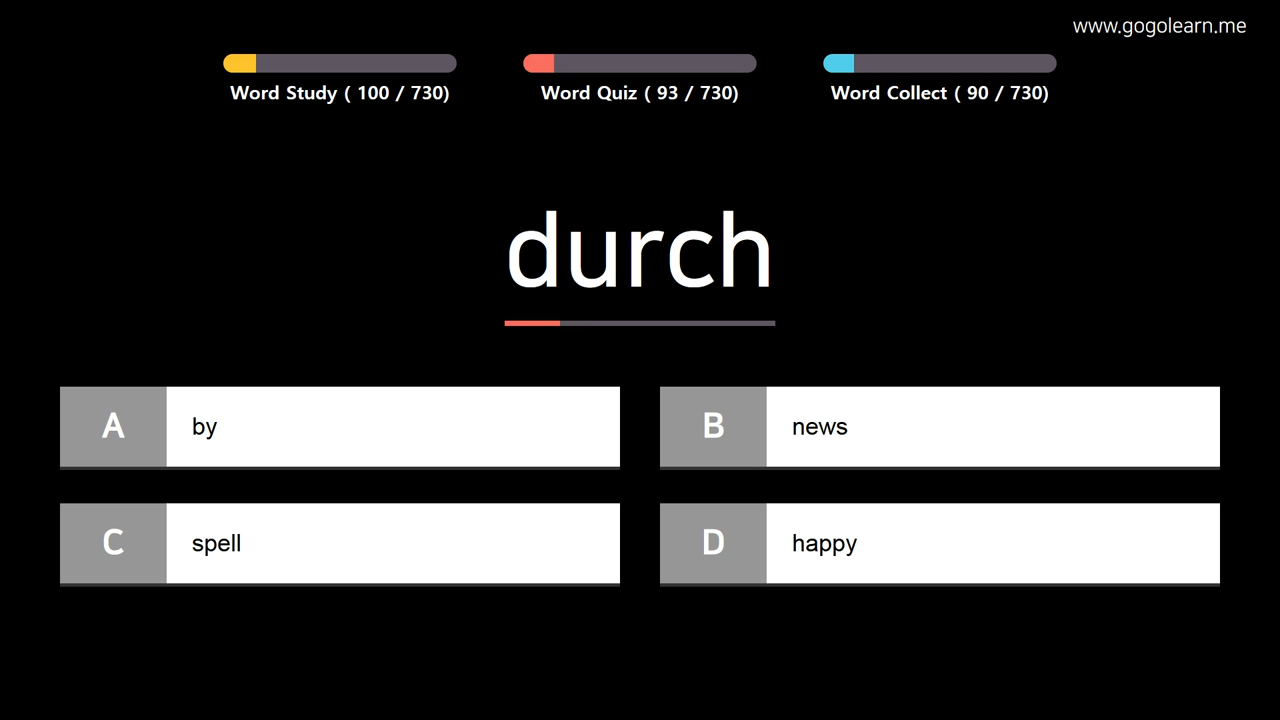 www.gogolearn.me
Word Study ( 100 / 730)
Word Quiz ( 93 / 730)
Word Collect ( 90 / 730)
durch
A by
B news
C spell
D happy